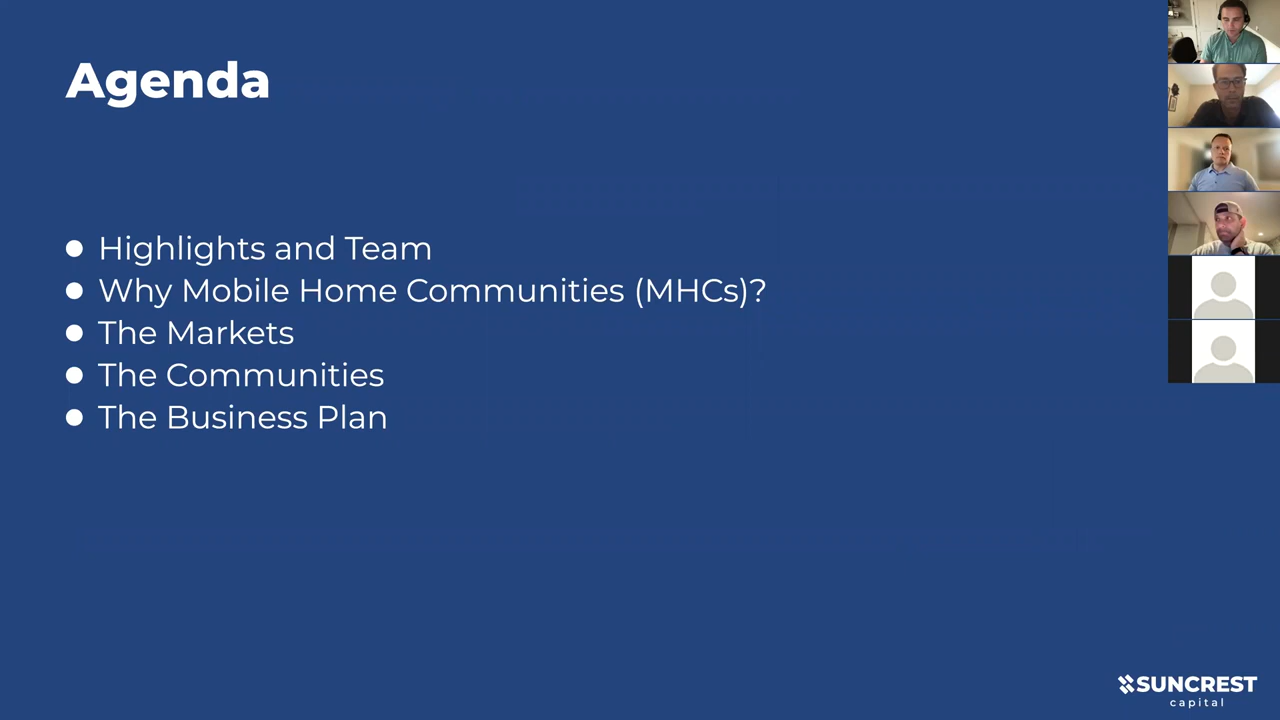 Agenda
Highlights and Team
Why Mobile Home Communities (MHCs)?
The Markets
The Communities
The Business Plan
SUNCREST
capital